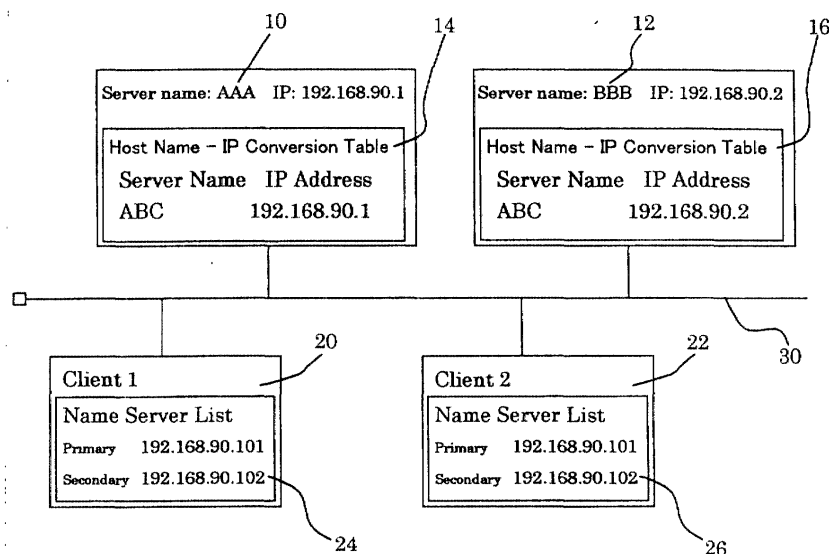 10
14
12
16
Server name: AAA IP: 192.168.90.1
Host Name – IP Conversion Table
Server Name IP Address
ABC 192.168.90.1
Server name: BBB IP: 192.168.90.2
Host Name – IP Conversion Table
Server Name IP Address
ABC 192.168.90.2
30
20
Client 1
Name Server List
Primary 192.168.90.101
Secondary 192.168.90.102
24
22
Client 2
Name Server List
Primary 192.168.90.101
Secondary 192.168.90.102
26